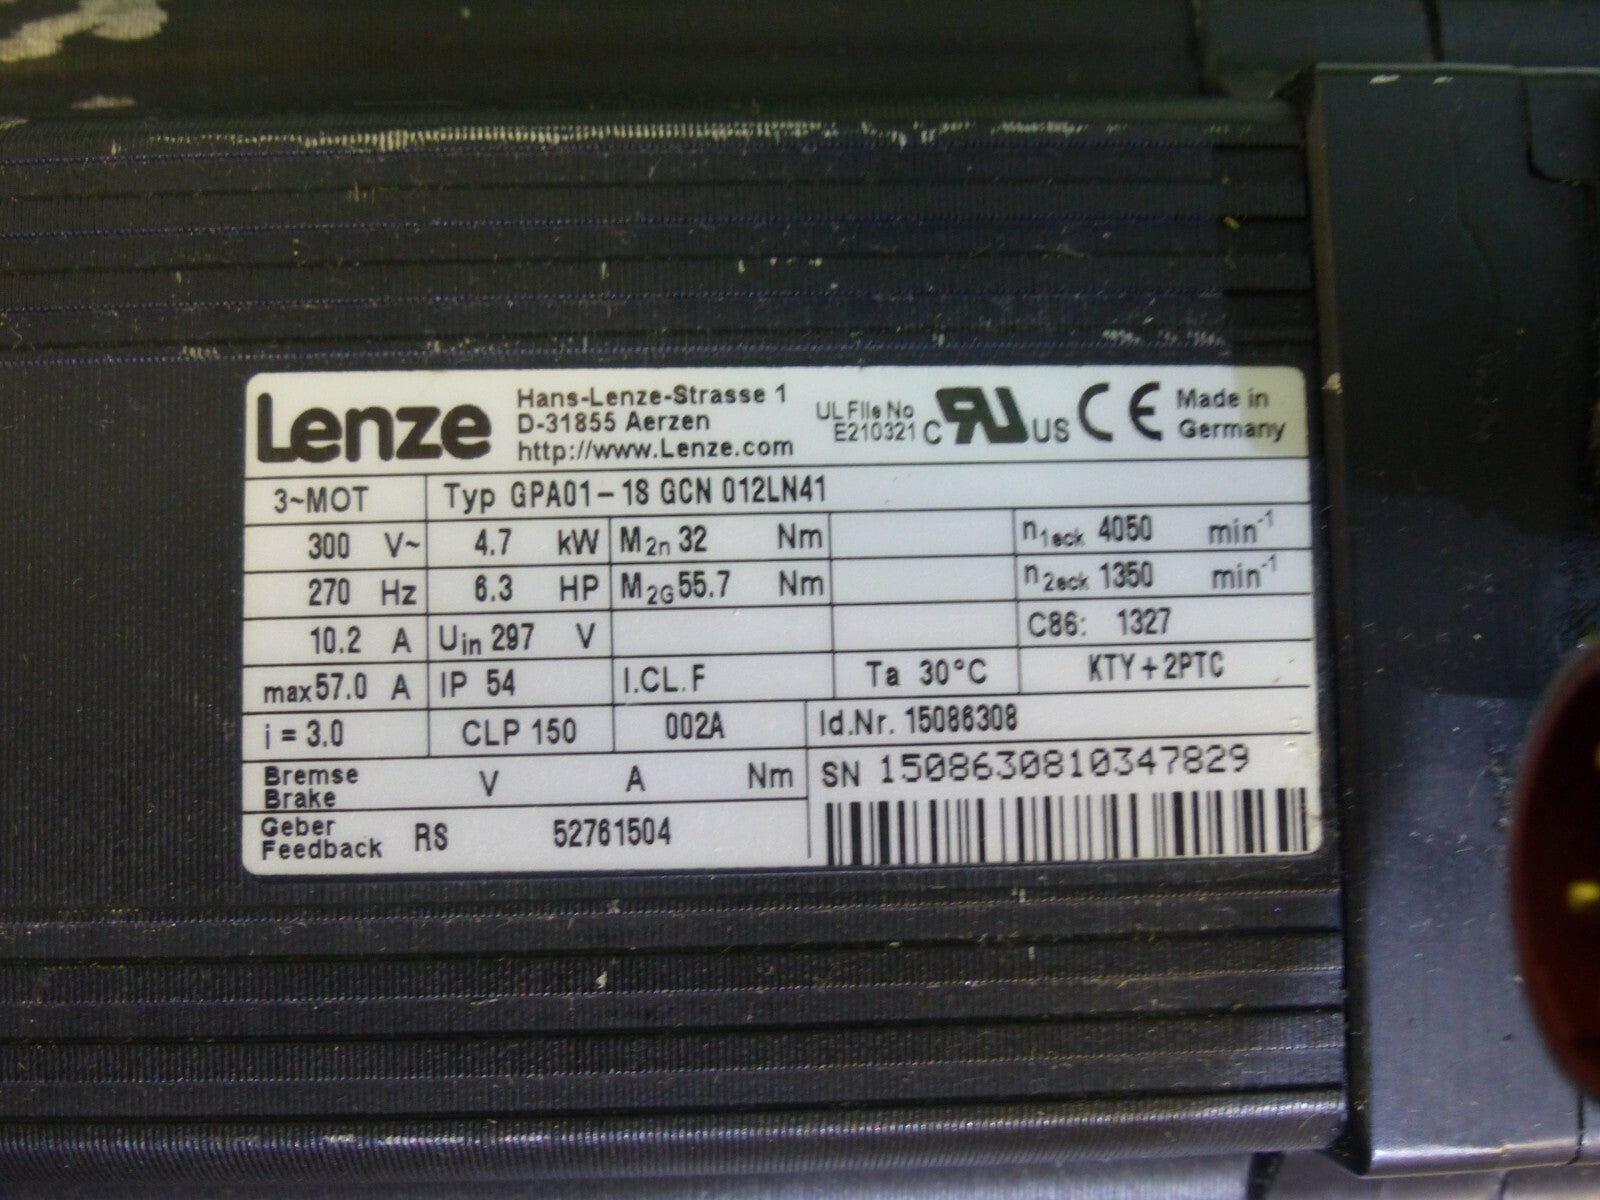 Lenze
Hans-Lenze-Strasse 1
D-31855 Aerzen
http://www.Lenze.com
UL File No
E210321
C RU US CE
Made in
Germany
3~MOT Typ GPA01-18 GCN 012LN41
300 V~ 4.7 kW M2n 32 Nm n1eck 4050 min-1
270 Hz 6.3 HP M2G 55.7 Nm n2eck 1350 min-1
10.2 A Uin 297 V C86: 1327
max 57.0 A IP 54 I.CL.F Ta 30°C KTY+2PTC
i = 3.0 CLP 150 002A Id.Nr. 15086308
Bremse
Brake V A Nm
SN 1508630810347829
Geber
Feedback RS 52761504